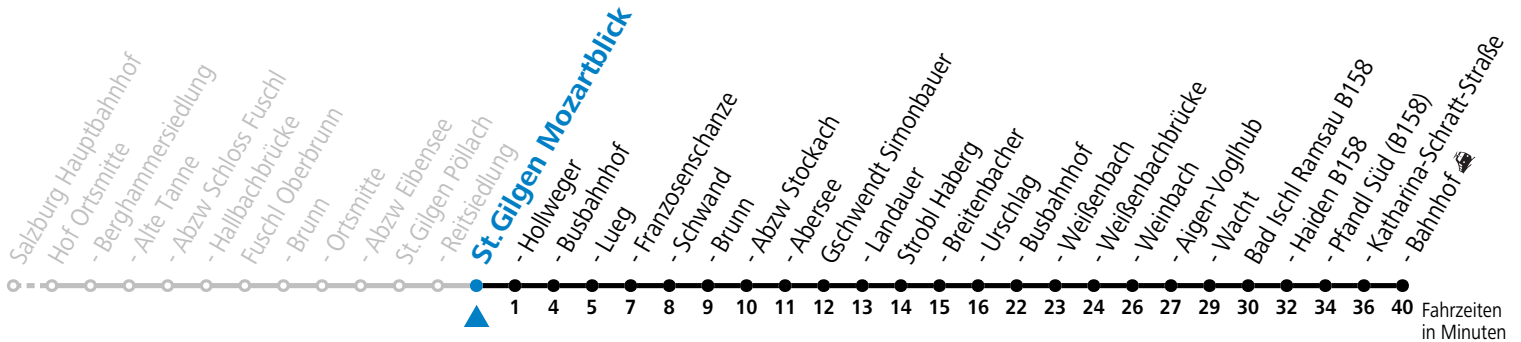 Salzburg Hauptbahnhof
Hof Ortsmitte
- Berghammersiedlung
- Alte Tanne
- Abzw Schloss Fuschl
- Hallbachbrücke
Fuschl Oberbrunn
- Brunn
- Ortsmitte
- Abzw Eibensee
St.Gilgen Pöllach
- Reitsiedlung
St.Gilgen Mozartblick
- Hollweger
- Busbahnhof
- Lueg
- Franzosenschanze
- Schwand
- Brunn
- Abzw Stockach
- Abersee
Gschwendt Simonbauer
- Landauer
Strobl Haberg
- Breitenbacher
- Urschlag
- Busbahnhof
- Weißenbach
- Weißenbachbrücke
- Weinbach
- Aigen-Voglhub
- Wacht
Bad Ischl Ramsau B158
- Haiden B158
- Pfandl Süd (B158)
- Katharina-Schratt-Straße
- Bahnhof
1 4 5 7 8 9 10 11 12 13 14 15 16 22 23 24 26 27 29 30 32 34 36 40 Fahrzeiten
in Minuten